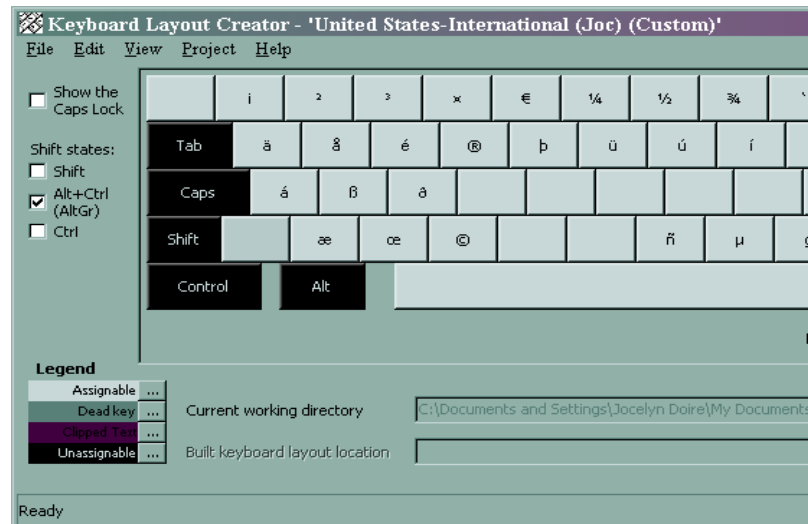 Keyboard Layout Creator - 'United States-International (Joc) (Custom)'
File Edit View Project Help
Show the
Caps Lock
¡ ² ³ ¤ € ¼ ½ ¾
Shift states:
Tab ä å é ® þ ü ú í
Shift
Alt+Ctrl
(AltGr)
Caps á ß ð
Ctrl
Shift æ œ © ñ µ
Control Alt
Legend
Assignable ...
Dead key ...
Clipped Text ...
Unassignable ...
Current working directory C:\Documents and Settings\Jocelyn Doire\My Documents
Built keyboard layout location
Ready